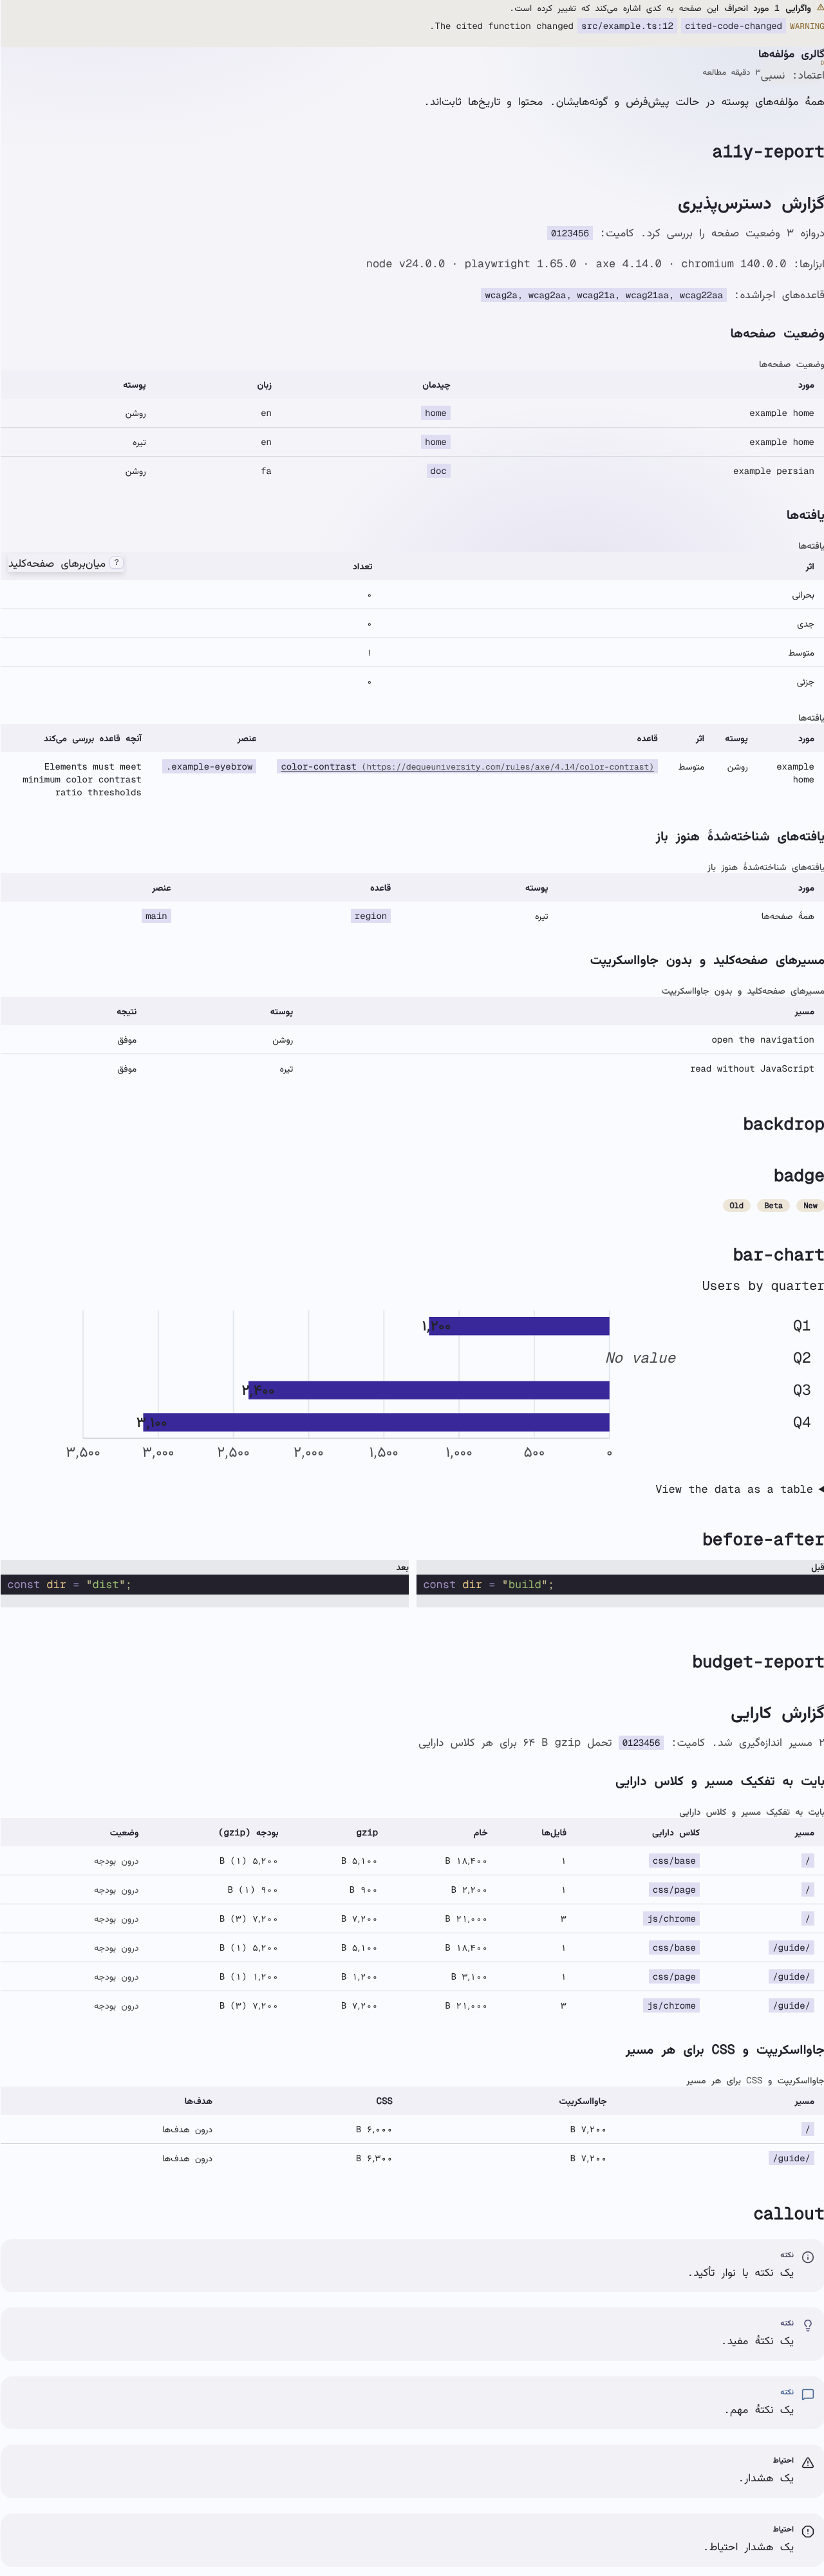 ⚠ واگرایی 1 مورد انحراف این صفحه به کدی اشاره می‌کند که تغییر کرده است.
WARNING cited-code-changed src/example.ts:12 The cited function changed.
گالری مؤلفه‌ها
اعتماد: نسبی ۳ دقیقه مطالعه
همهٔ مؤلفه‌های پوسته در حالت پیش‌فرض و گونه‌هایشان. محتوا و تاریخ‌ها ثابت‌اند.
a11y-report
گزارش دسترس‌پذیری
دروازه ۳ وضعیت صفحه را بررسی کرد. کامیت: 0123456
ابزارها: node v24.0.0 · playwright 1.65.0 · axe 4.14.0 · chromium 140.0.0
قاعده‌های اجراشده: wcag2a, wcag2aa, wcag21a, wcag21aa, wcag22aa
وضعیت صفحه‌ها
وضعیت صفحه‌ها
مورد چیدمان زبان پوسته
example home home en روشن
example home home en تیره
example persian doc fa روشن
یافته‌ها
یافته‌ها
میان‌برهای صفحه‌کلید ?
اثر تعداد
بحرانی ۰
جدی ۰
متوسط ۱
جزئی ۰
یافته‌ها
مورد پوسته اثر قاعده عنصر آنچه قاعده بررسی می‌کند
example home روشن متوسط color-contrast (https://dequeuniversity.com/rules/axe/4.14/color-contrast) .example-eyebrow Elements must meet
minimum color contrast
ratio thresholds
یافته‌های شناخته‌شدهٔ هنوز باز
یافته‌های شناخته‌شدهٔ هنوز باز
مورد پوسته قاعده عنصر
همهٔ صفحه‌ها تیره region main
مسیرهای صفحه‌کلید و بدون جاوااسکریپت
مسیرهای صفحه‌کلید و بدون جاوااسکریپت
مسیر پوسته نتیجه
open the navigation روشن موفق
read without JavaScript تیره موفق
backdrop
badge
New Beta Old
bar-chart
Users by quarter
Q1 ۱,۲۰۰
Q2 No value
Q3 ۲,۴۰۰
Q4 ۳,۱۰۰
۰ ۵۰۰ ۱,۰۰۰ ۱,۵۰۰ ۲,۰۰۰ ۲,۵۰۰ ۳,۰۰۰ ۳,۵۰۰
View the data as a table
before-after
قبل
const dir = "build";
بعد
const dir = "dist";
budget-report
گزارش کارایی
۲ مسیر اندازه‌گیری شد. کامیت: 0123456 تحمل ۶۴ B gzip برای هر کلاس دارایی
بایت به تفکیک مسیر و کلاس دارایی
بایت به تفکیک مسیر و کلاس دارایی
مسیر کلاس دارایی فایل‌ها خام gzip بودجه (gzip) وضعیت
/ css/base ۱ ۱۸,۴۰۰ B ۵,۱۰۰ B ۵,۲۰۰ B (۱) درون بودجه
/ css/page ۱ ۲,۲۰۰ B ۹۰۰ B ۹۰۰ B (۱) درون بودجه
/ js/chrome ۳ ۲۱,۰۰۰ B ۷,۲۰۰ B ۷,۲۰۰ B (۳) درون بودجه
/guide/ css/base ۱ ۱۸,۴۰۰ B ۵,۱۰۰ B ۵,۲۰۰ B (۱) درون بودجه
/guide/ css/page ۱ ۳,۱۰۰ B ۱,۲۰۰ B ۱,۲۰۰ B (۱) درون بودجه
/guide/ js/chrome ۳ ۲۱,۰۰۰ B ۷,۲۰۰ B ۷,۲۰۰ B (۳) درون بودجه
جاوااسکریپت و CSS برای هر مسیر
جاوااسکریپت و CSS برای هر مسیر
مسیر جاوااسکریپت CSS هدف‌ها
/ ۷,۲۰۰ B ۶,۰۰۰ B درون هدف‌ها
/guide/ ۷,۲۰۰ B ۶,۳۰۰ B درون هدف‌ها
callout
نکته
یک نکته با نوار تأکید.
نکته
یک نکتهٔ مفید.
نکته
یک نکتهٔ مهم.
احتیاط
یک هشدار.
احتیاط
یک هشدار احتیاط.